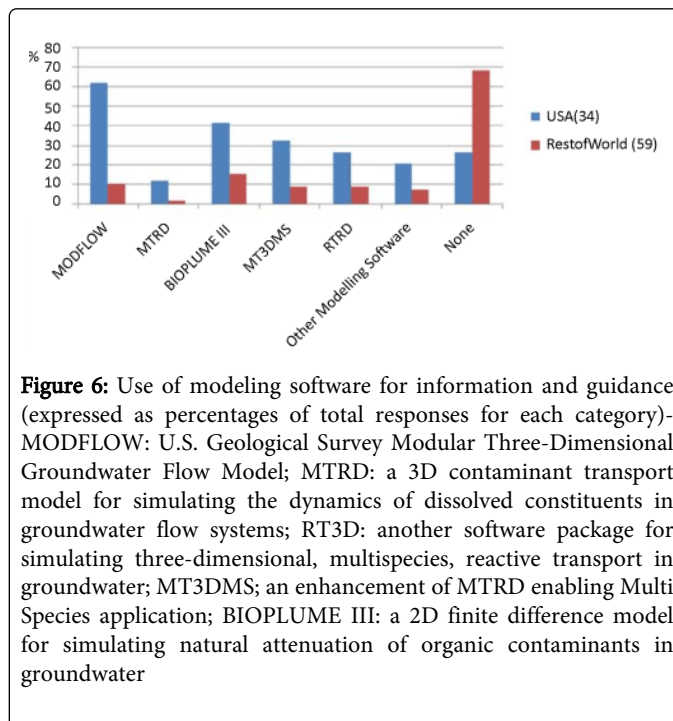 %
80
70
60
50
40
30
20
10
0
MODFLOW
MTRD
BIOPLUME III
MT3DMS
RTRD
Other Modelling Software
None
USA(34)
RestofWorld (59)
Figure 6: Use of modeling software for information and guidance
(expressed as percentages of total responses for each category)-
MODFLOW: U.S. Geological Survey Modular Three-Dimensional
Groundwater Flow Model; MTRD: a 3D contaminant transport
model for simulating the dynamics of dissolved constituents in
groundwater flow systems; RT3D: another software package for
simulating three-dimensional, multispecies, reactive transport in
groundwater; MT3DMS; an enhancement of MTRD enabling Multi
Species application; BIOPLUME III: a 2D finite difference model
for simulating natural attenuation of organic contaminants in
groundwater